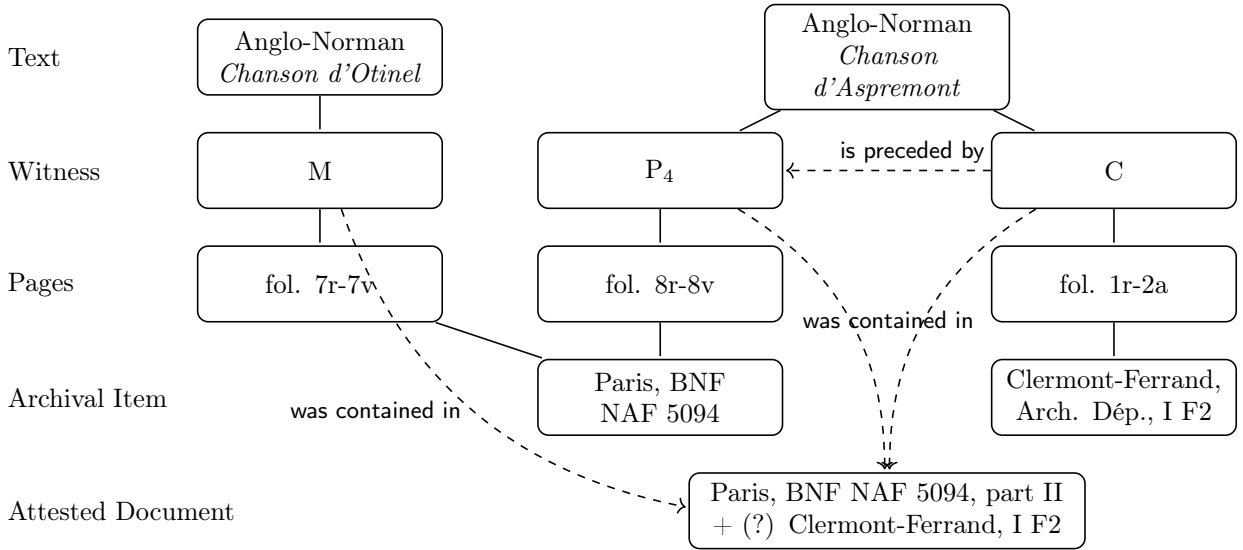 Text
Anglo-Norman
Chanson d'Otinel
Anglo-Norman
Chanson
d'Aspremont
Witness
M
P₄
is preceded by
C
Pages
fol. 7r-7v
fol. 8r-8v
fol. 1r-2a
was contained in
Archival Item
Paris, BNF
NAF 5094
Clermont-Ferrand,
Arch. Dép., I F2
was contained in
Attested Document
Paris, BNF NAF 5094, part II
+ (?) Clermont-Ferrand, I F2